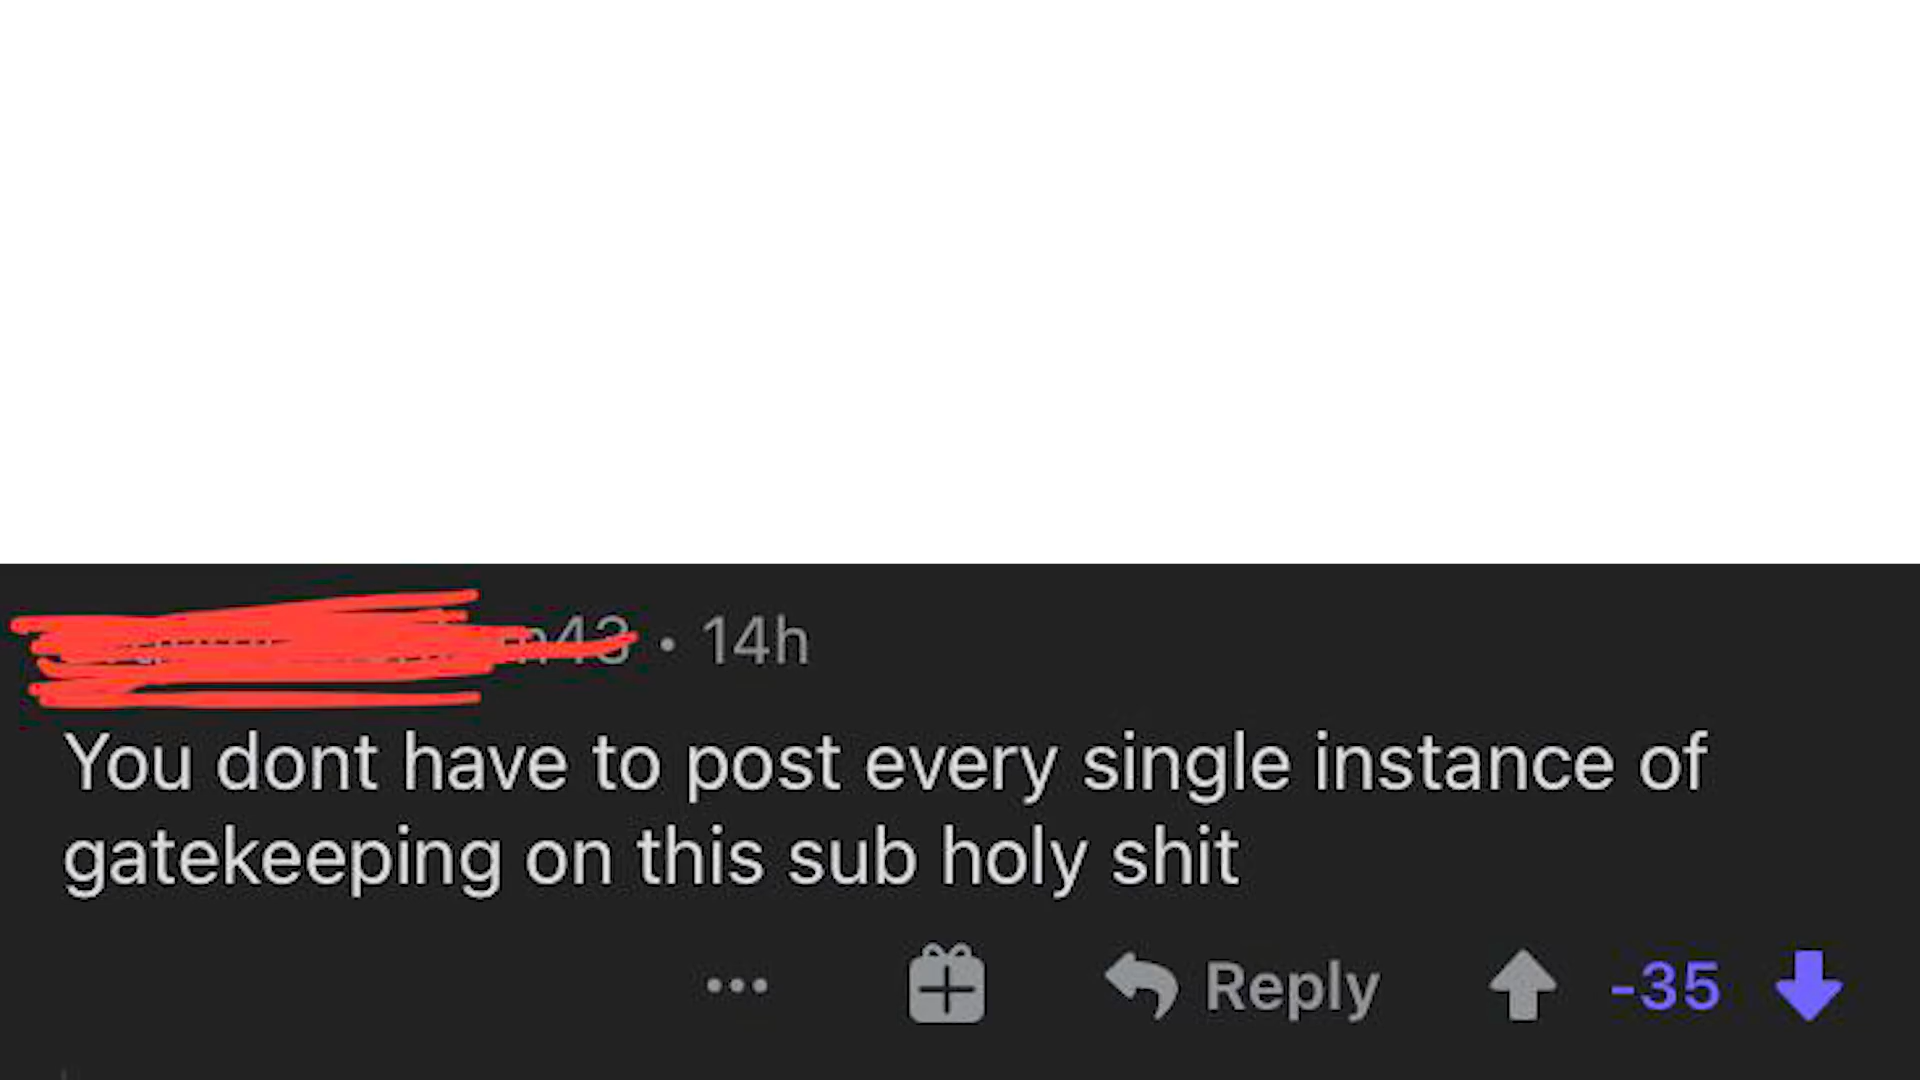 • 14h
You dont have to post every single instance of
gatekeeping on this sub holy shit
Reply -35